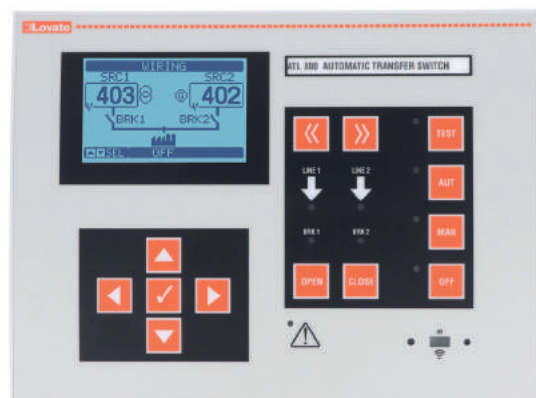 Lovato
WIRING
SRC1 SRC2
403 402
BRK1 BRK2
SEL OFF
ATL 800 AUTOMATIC TRANSFER SWITCH
TEST
LINE 1 LINE 2
AUT
BRK 1 BRK 2
MAN
OPEN CLOSE OFF